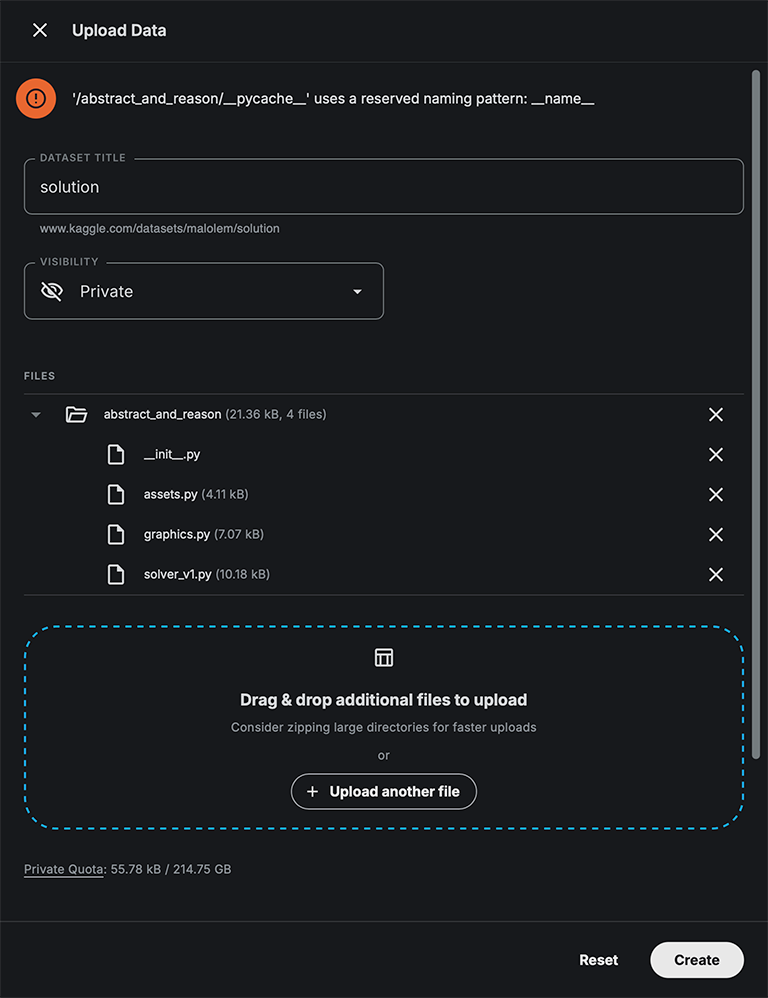 Upload Data
'/abstract_and_reason/__pycache__' uses a reserved naming pattern: __name__
DATASET TITLE
solution
www.kaggle.com/datasets/malolem/solution
VISIBILITY
Private
FILES
abstract_and_reason (21.36 kB, 4 files)
__init__.py
assets.py (4.11 kB)
graphics.py (7.07 kB)
solver_v1.py (10.18 kB)
Drag & drop additional files to upload
Consider zipping large directories for faster uploads
or
+ Upload another file
Private Quota: 55.78 kB / 214.75 GB
Reset Create